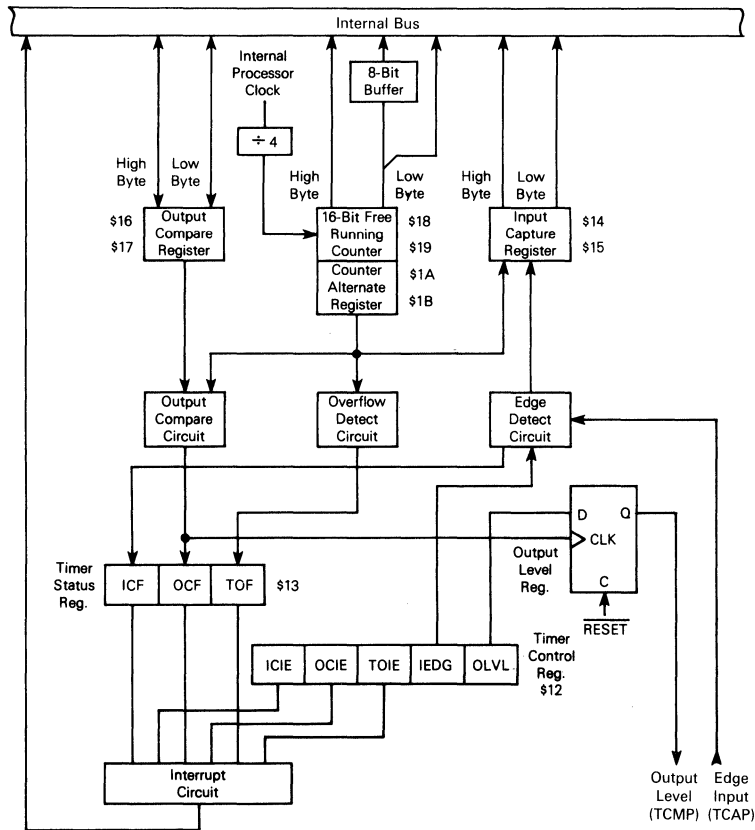 Internal Bus
Internal
Processor
Clock
8-Bit
Buffer
÷ 4
High
Byte
Low
Byte
High
Byte
Low
Byte
High
Byte
Low
Byte
$16
$17
Output
Compare
Register
16-Bit Free
Running
Counter
$18
$19
Counter
Alternate
Register
$1A
$1B
Input
Capture
Register
$14
$15
Output
Compare
Circuit
Overflow
Detect
Circuit
Edge
Detect
Circuit
D Q
CLK
C
Output
Level
Reg.
RESET
Timer
Status
Reg.
ICF OCF TOF $13
ICIE OCIE TOIE IEDG OLVL
Timer
Control
Reg.
$12
Interrupt
Circuit
Output
Level
(TCMP)
Edge
Input
(TCAP)